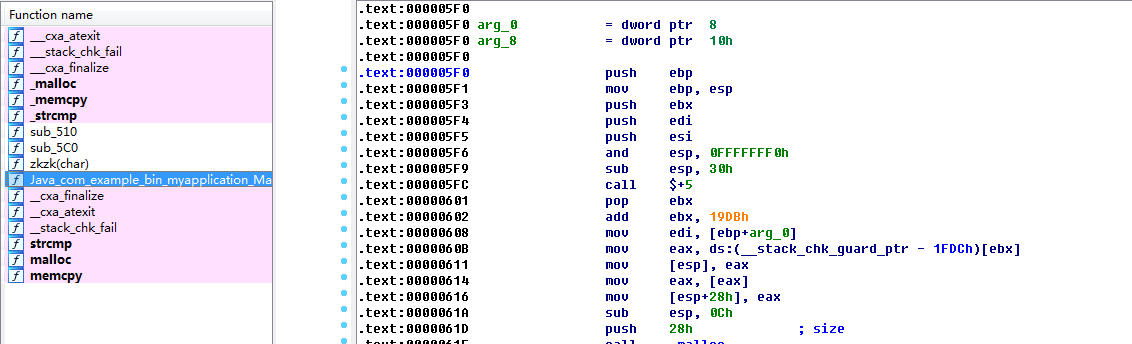 Function name
__cxa_atexit
__stack_chk_fail
__cxa_finalize
_malloc
_memcpy
_strcmp
sub_510
sub_5C0
zkzk(char)
Java_com_example_bin_myapplication_Ma
__cxa_finalize
__cxa_atexit
__stack_chk_fail
strcmp
malloc
memcpy
.text:000005F0
.text:000005F0 arg_0 = dword ptr 8
.text:000005F0 arg_8 = dword ptr 10h
.text:000005F0
.text:000005F0 push ebp
.text:000005F1 mov ebp, esp
.text:000005F3 push ebx
.text:000005F4 push edi
.text:000005F5 push esi
.text:000005F6 and esp, 0FFFFFFF0h
.text:000005F9 sub esp, 30h
.text:000005FC call $+5
.text:00000601 pop ebx
.text:00000602 add ebx, 19DBh
.text:00000608 mov edi, [ebp+arg_0]
.text:0000060B mov eax, ds:(__stack_chk_guard_ptr - 1FDCh)[ebx]
.text:00000611 mov [esp], eax
.text:00000614 mov eax, [eax]
.text:00000616 mov [esp+28h], eax
.text:0000061A sub esp, 0Ch
.text:0000061D push 28h ; size
.text:0000061F call _malloc